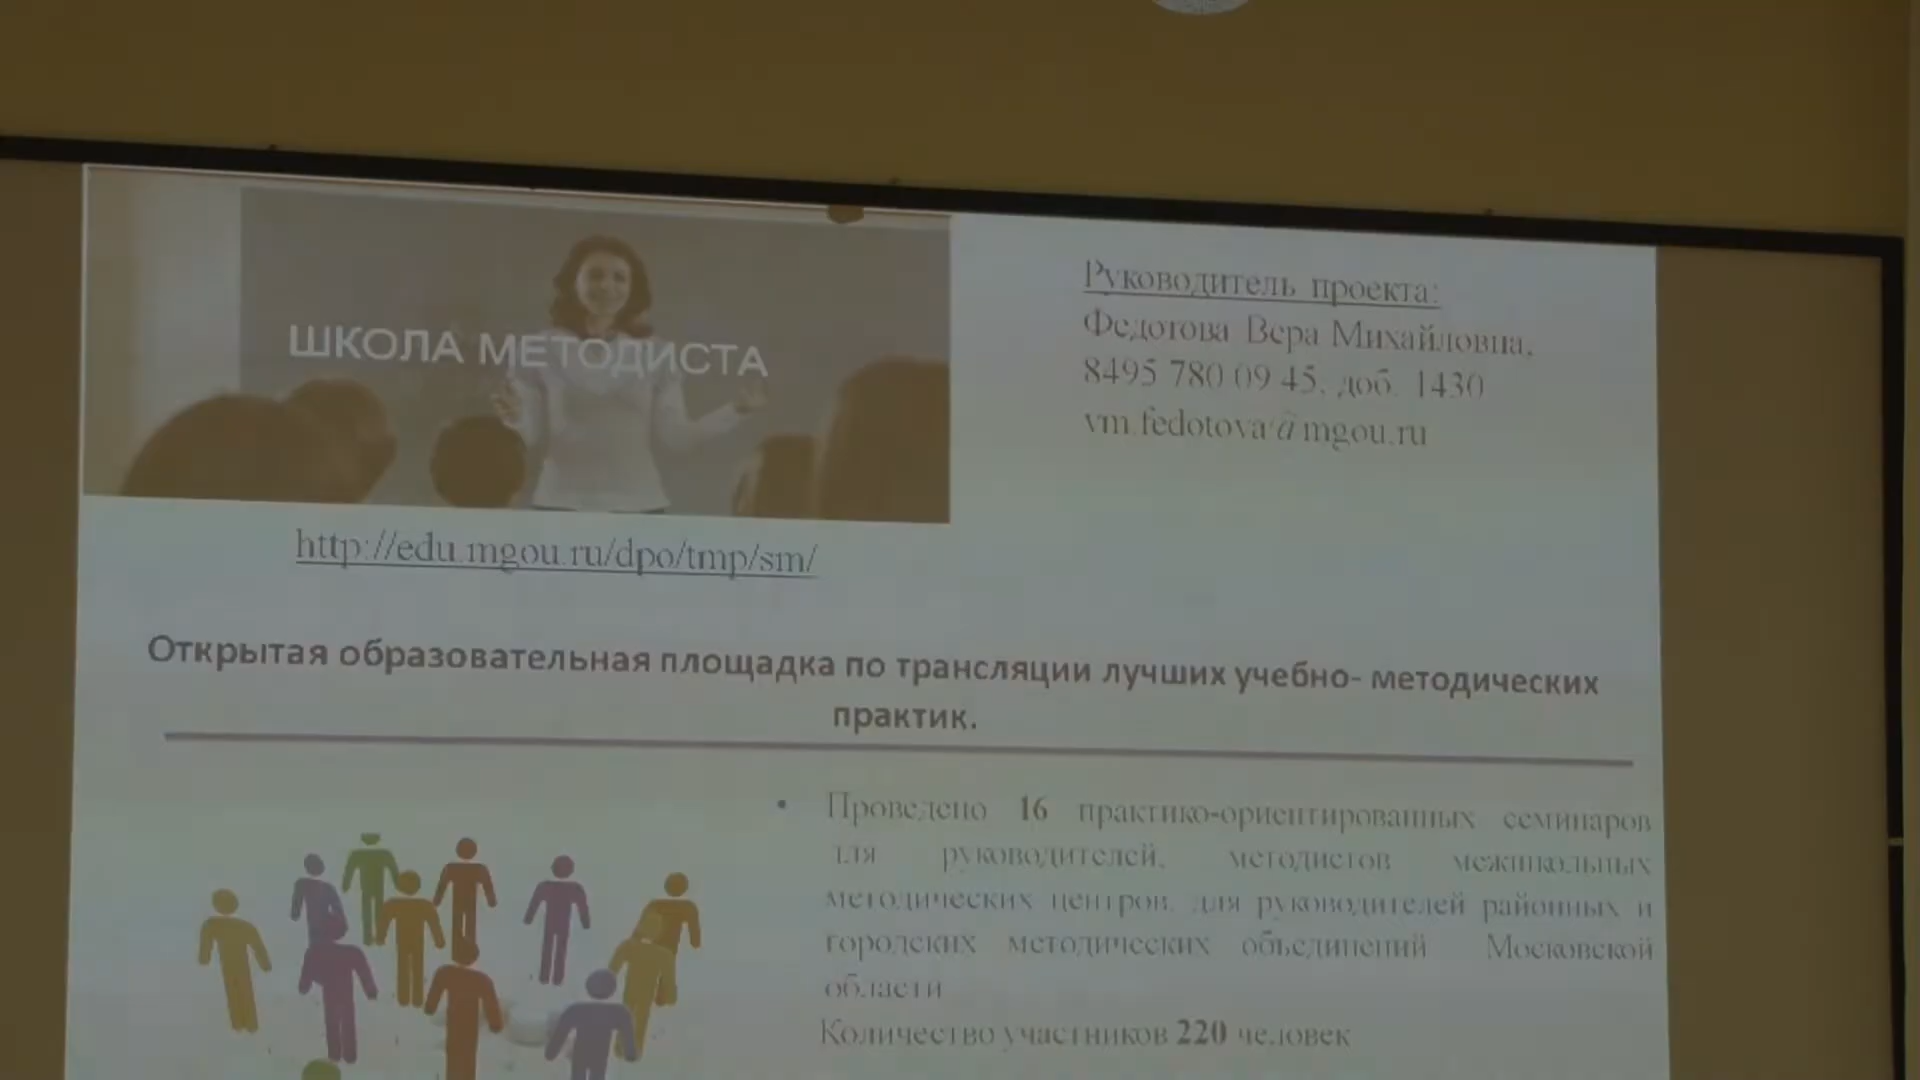 ШКОЛА МЕТОДИСТА
http://edu.mgou.ru/dpo/tmp/sm/
Руководитель проекта:
Федотова Вера Михайловна,
8495 780 09 45, доб. 1430
vm.fedotova@mgou.ru
Открытая образовательная площадка по трансляции лучших учебно- методических
практик.
• Проведено 16 практико-ориентированных семинаров
для руководителей, методистов межшкольных
методических центров, для руководителей районных и
городских методических объединений Московской
области
Количество участников 220 человек